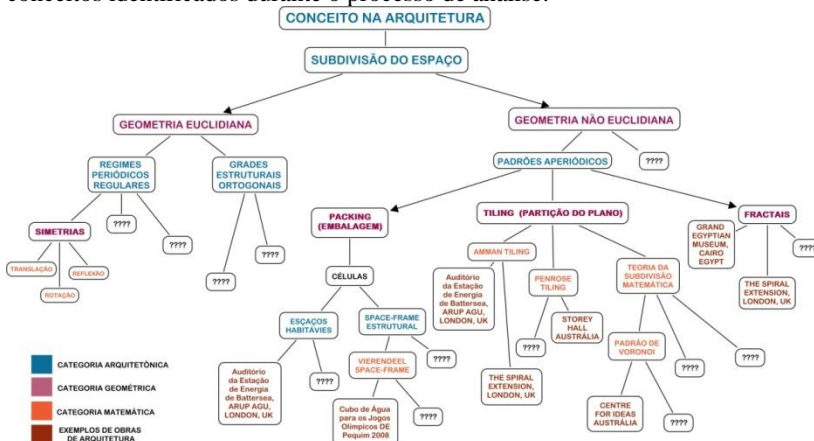 conceitos identificados durante o processo de análise.
CONCEITO NA ARQUITETURA
SUBDIVISÃO DO ESPAÇO
GEOMETRIA EUCLIDIANA
GEOMETRIA NÃO EUCLIDIANA
REGIMES
PERIÓDICOS
REGULARES
GRADES
ESTRUTURAIS
ORTOGONAIS
PADRÕES APERIÓDICOS
????
SIMETRIAS
????
????
TRANSLAÇÃO
REFLEXÃO
ROTAÇÃO
????
????
PACKING
(EMBALAGEM)
TILING (PARTIÇÃO DO PLANO)
FRACTAIS
CÉLULAS
ESÇAÇOS
HABITÁVIES
SPACE-FRAME
ESTRUTURAL
Auditório
da Estação
de Energia
de Battersea,
ARUP AGU,
LONDON, UK
????
VIERENDEEL
SPACE-FRAME
????
Cubo de Água
para os Jogos
Olímpicos DE
Pequim 2008
????
AMMAN TILING
Auditório
da Estação
de Energia
de Battersea,
ARUP AGU,
LONDON, UK
THE SPIRAL
EXTENSION,
LONDON, UK
PENROSE
TILING
????
STOREY
HALL
AUSTRÁLIA
TEORIA DA
SUBDIVISÃO
MATEMÁTICA
PADRÃO DE
VORONOI
????
????
CENTRE
FOR IDEAS
AUSTRÁLIA
????
GRAND
EGYPTIAN
MUSEUM,
CAIRO
EGYPT
THE SPIRAL
EXTENSION,
LONDON, UK
????
CATEGORIA ARQUITETÔNICA
CATEGORIA GEOMÉTRICA
CATEGORIA MATEMÁTICA
EXEMPLOS DE OBRAS
DE ARQUITETURA